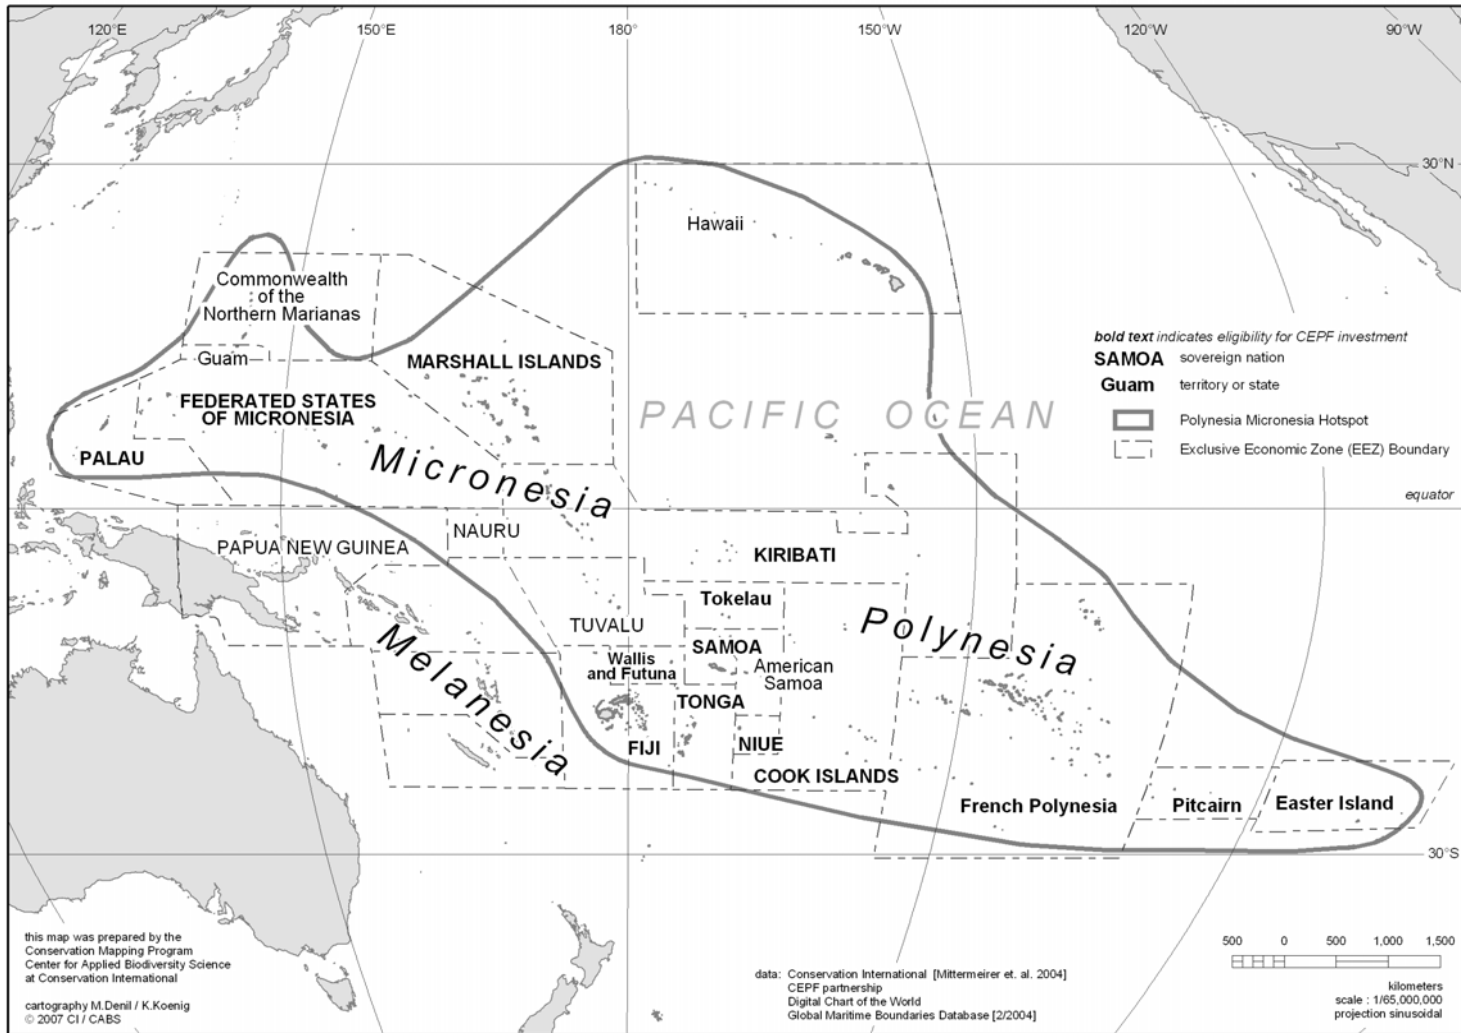 120°E 150°E 180° 150°W 120°W 90°W
30°N
Hawaii
Commonwealth
of the
Northern Marianas
Guam
MARSHALL ISLANDS
FEDERATED STATES
OF MICRONESIA
PALAU
PACIFIC OCEAN
bold text indicates eligibility for CEPF investment
SAMOA sovereign nation
Guam territory or state
Polynesia Micronesia Hotspot
Exclusive Economic Zone (EEZ) Boundary
Micronesia
equator
NAURU
PAPUA NEW GUINEA
KIRIBATI
Tokelau
TUVALU
Polynesia
SAMOA
Wallis
and Futuna
American
Samoa
Melanesia
TONGA
FIJI
NIUE
COOK ISLANDS
French Polynesia
Pitcairn
Easter Island
30°S
this map was prepared by the
Conservation Mapping Program
Center for Applied Biodiversity Science
at Conservation International
cartography M.Denil / K.Koenig
© 2007 CI / CABS
data: Conservation International [Mittermeirer et. al. 2004]
CEPF partnership
Digital Chart of the World
Global Maritime Boundaries Database [2/2004]
500 0 500 1,000 1,500
kilometers
scale : 1/65,000,000
projection sinusoidal